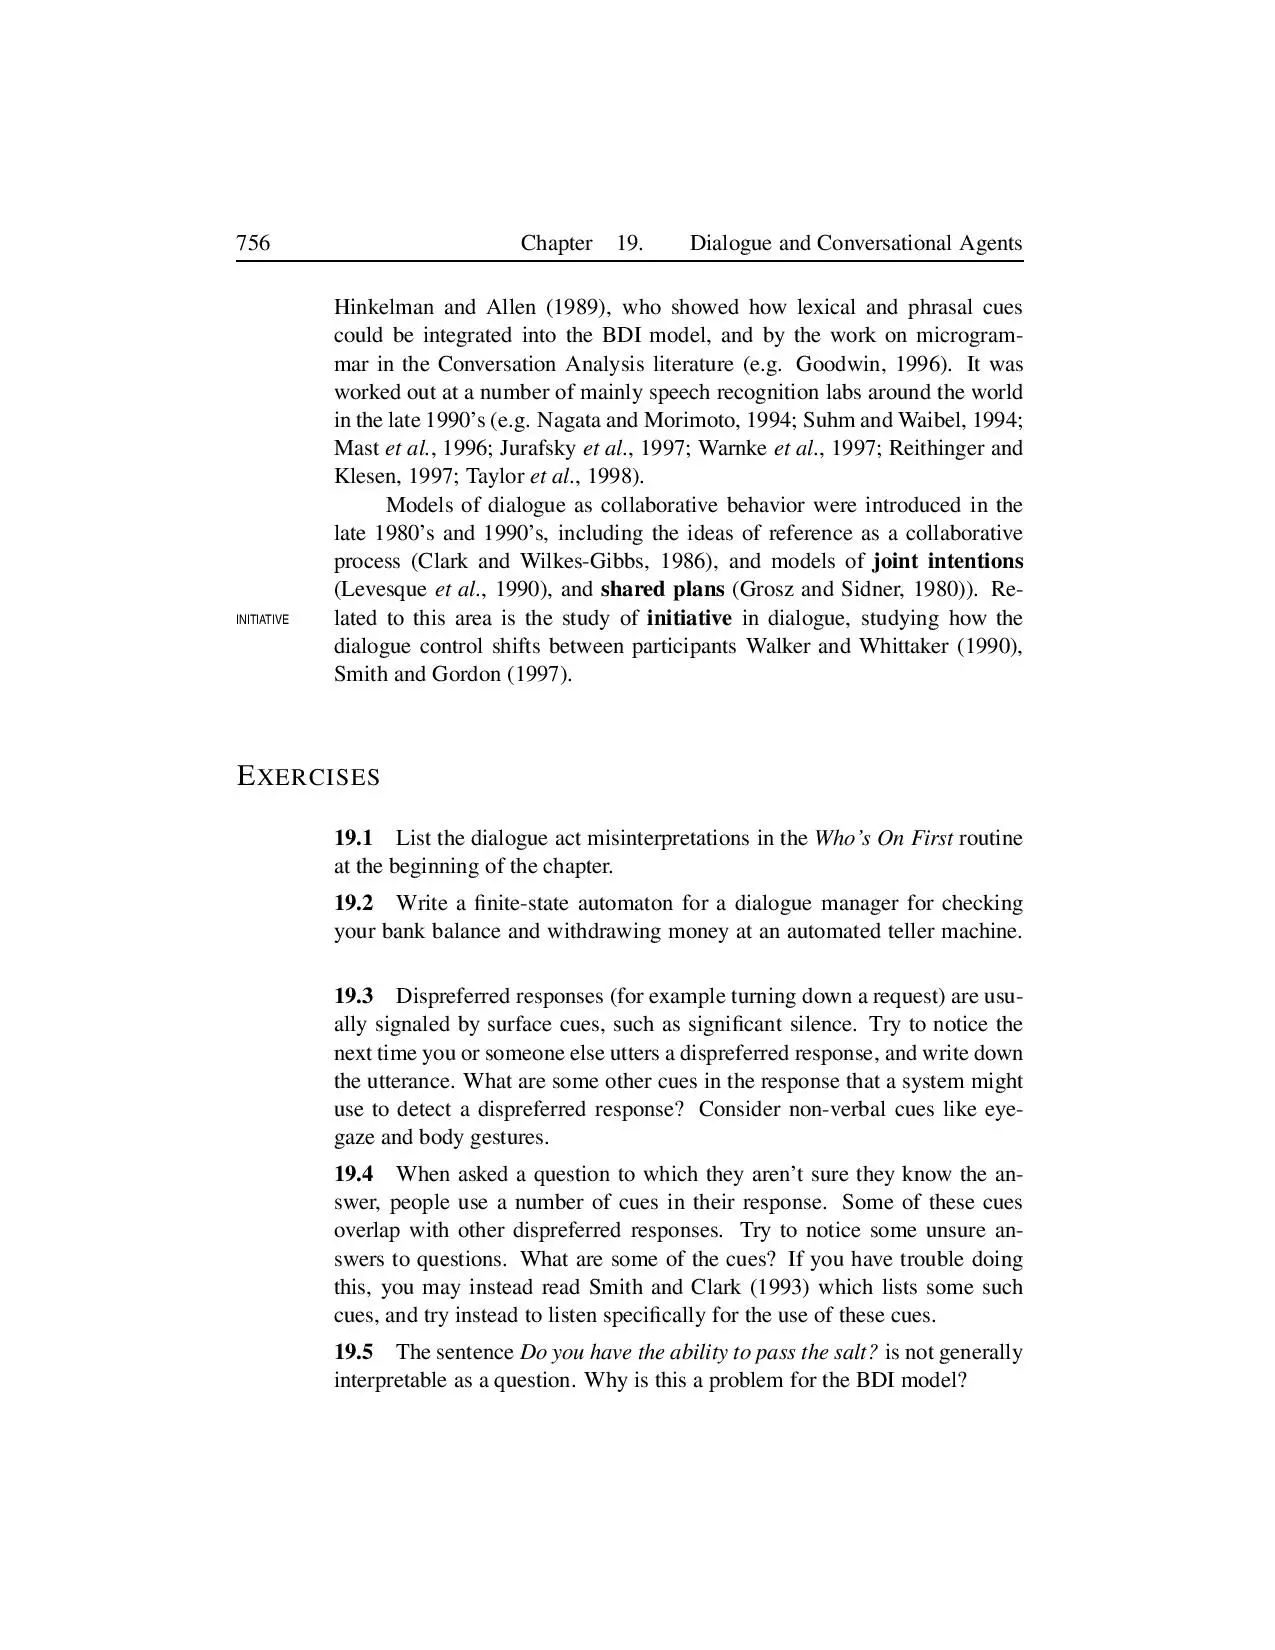 756 Chapter 19. Dialogue and Conversational Agents
Hinkelman and Allen (1989), who showed how lexical and phrasal cues
could be integrated into the BDI model, and by the work on microgram-
mar in the Conversation Analysis literature (e.g. Goodwin, 1996). It was
worked out at a number of mainly speech recognition labs around the world
in the late 1990's (e.g. Nagata and Morimoto, 1994; Suhm and Waibel, 1994;
Mast et al., 1996; Jurafsky et al., 1997; Warnke et al., 1997; Reithinger and
Klesen, 1997; Taylor et al., 1998).
Models of dialogue as collaborative behavior were introduced in the
late 1980's and 1990's, including the ideas of reference as a collaborative
process (Clark and Wilkes-Gibbs, 1986), and models of joint intentions
(Levesque et al., 1990), and shared plans (Grosz and Sidner, 1980)). Re-
INITIATIVE lated to this area is the study of initiative in dialogue, studying how the
dialogue control shifts between participants Walker and Whittaker (1990),
Smith and Gordon (1997).
EXERCISES
19.1 List the dialogue act misinterpretations in the Who's On First routine
at the beginning of the chapter.
19.2 Write a finite-state automaton for a dialogue manager for checking
your bank balance and withdrawing money at an automated teller machine.
19.3 Dispreferred responses (for example turning down a request) are usu-
ally signaled by surface cues, such as significant silence. Try to notice the
next time you or someone else utters a dispreferred response, and write down
the utterance. What are some other cues in the response that a system might
use to detect a dispreferred response? Consider non-verbal cues like eye-
gaze and body gestures.
19.4 When asked a question to which they aren't sure they know the an-
swer, people use a number of cues in their response. Some of these cues
overlap with other dispreferred responses. Try to notice some unsure an-
swers to questions. What are some of the cues? If you have trouble doing
this, you may instead read Smith and Clark (1993) which lists some such
cues, and try instead to listen specifically for the use of these cues.
19.5 The sentence Do you have the ability to pass the salt? is not generally
interpretable as a question. Why is this a problem for the BDI model?